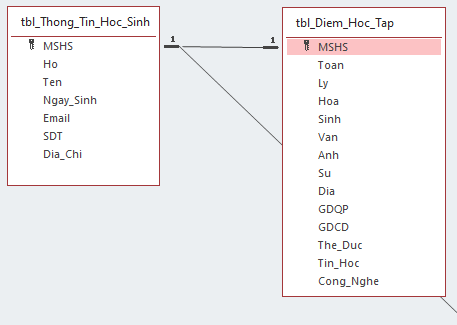 tbl_Thong_Tin_Hoc_Sinh
MSHS
Ho
Ten
Ngay_Sinh
Email
SDT
Dia_Chi
1
1
tbl_Diem_Hoc_Tap
MSHS
Toan
Ly
Hoa
Sinh
Van
Anh
Su
Dia
GDQP
GDCD
The_Duc
Tin_Hoc
Cong_Nghe